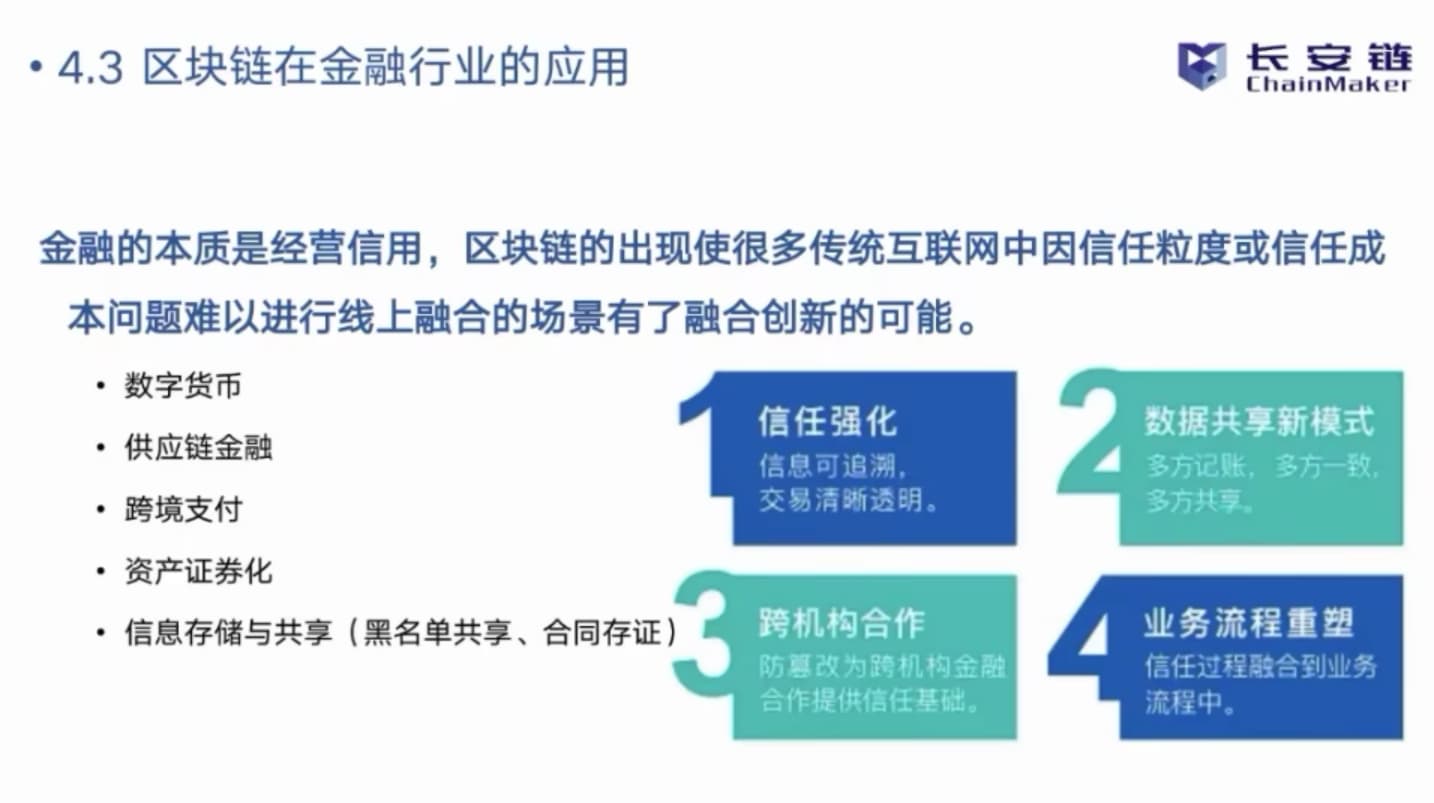 • 4.3 区块链在金融行业的应用
长安链
ChainMaker
金融的本质是经营信用，区块链的出现使很多传统互联网中因信任粒度或信任成
本问题难以进行线上融合的场景有了融合创新的可能。
• 数字货币
• 供应链金融
• 跨境支付
• 资产证券化
• 信息存储与共享（黑名单共享、合同存证）
1
信任强化
信息可追溯，
交易清晰透明。
2
数据共享新模式
多方记账，多方一致，
多方共享。
3
跨机构合作
防篡改为跨机构金融
合作提供信任基础。
4
业务流程重塑
信任过程融合到业务
流程中。